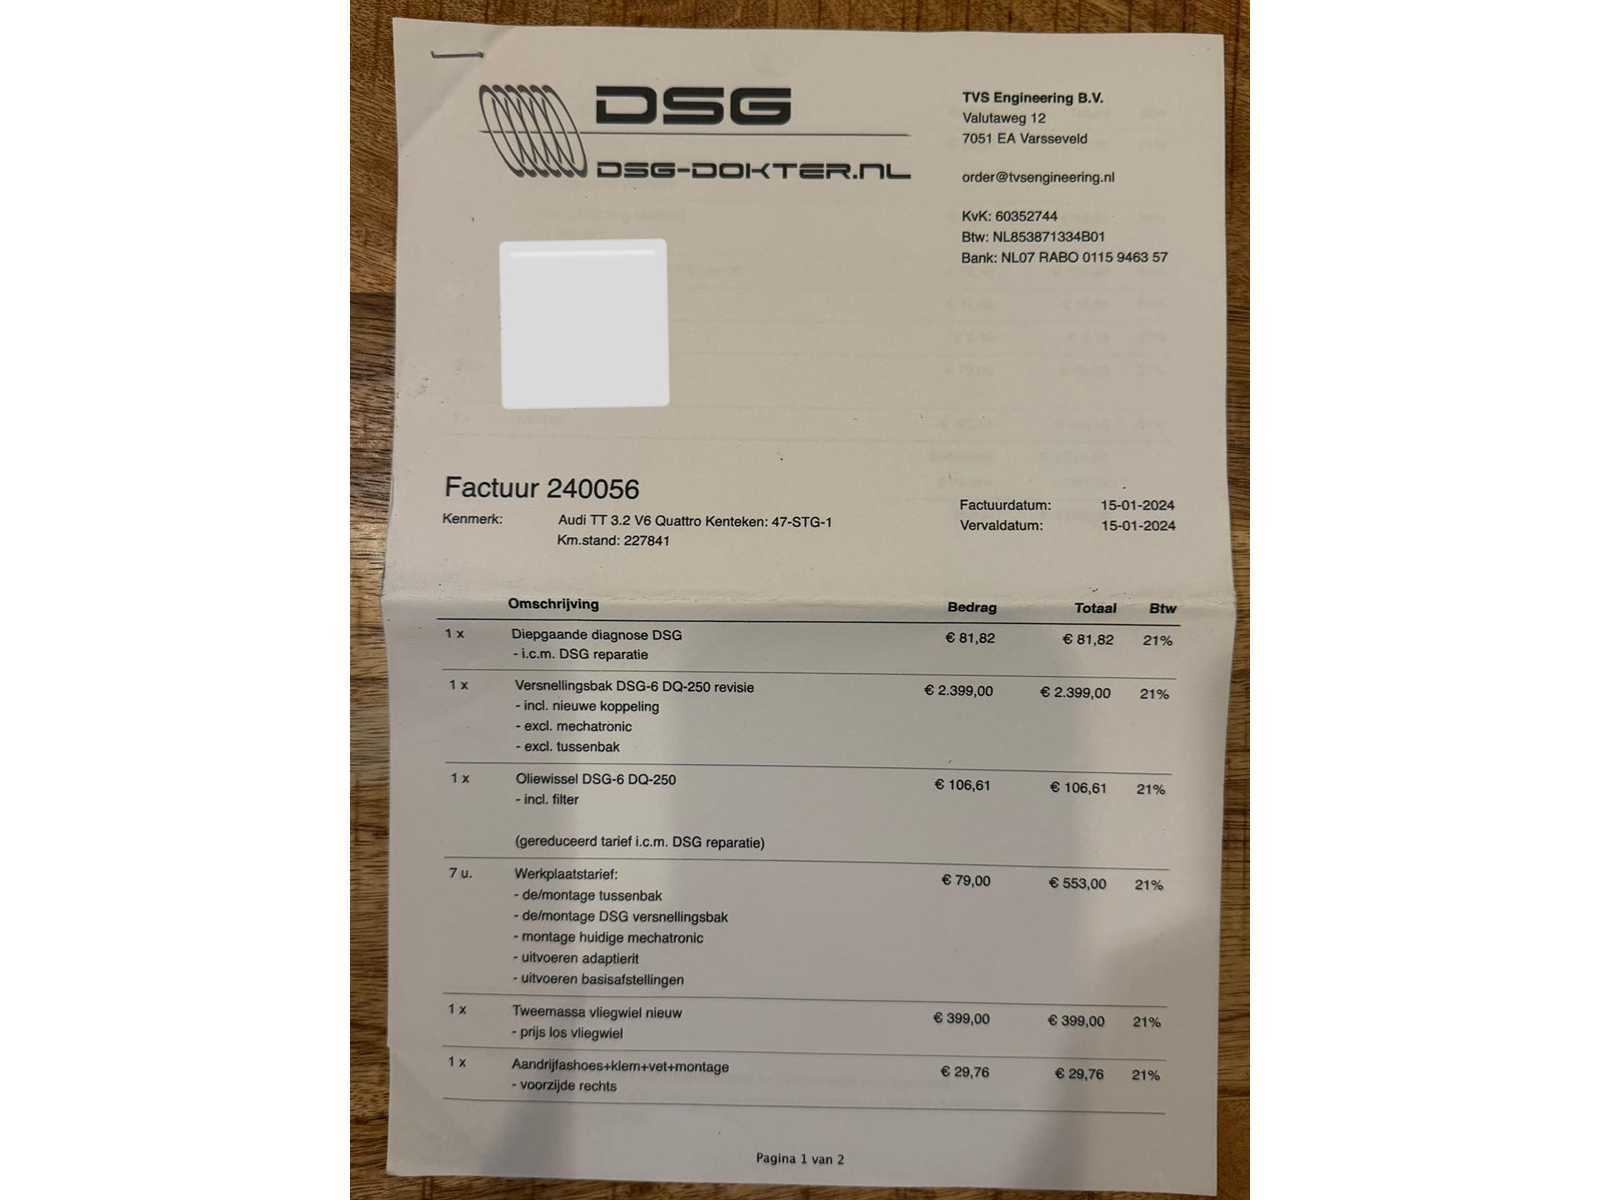 DSG
DSG-DOKTER.NL
TVS Engineering B.V.
Valutaweg 12
7051 EA Varsseveld
order@tvsengineering.nl
KvK: 60352744
Btw: NL853871334B01
Bank: NL07 RABO 0115 9463 57
Factuur 240056
Kenmerk: Audi TT 3.2 V6 Quattro Kenteken: 47-STG-1
Km.stand: 227841
Factuurdatum: 15-01-2024
Vervaldatum: 15-01-2024
Omschrijving Bedrag Totaal Btw
1 x Diepgaande diagnose DSG € 81,82 € 81,82 21%
- i.c.m. DSG reparatie
1 x Versnellingsbak DSG-6 DQ-250 revisie € 2.399,00 € 2.399,00 21%
- incl. nieuwe koppeling
- excl. mechatronic
- excl. tussenbak
1 x Oliewissel DSG-6 DQ-250 € 106,61 € 106,61 21%
- incl. filter
(gereduceerd tarief i.c.m. DSG reparatie)
7 u. Werkplaatstarief: € 79,00 € 553,00 21%
- de/montage tussenbak
- de/montage DSG versnellingsbak
- montage huidige mechatronic
- uitvoeren adaptierit
- uitvoeren basisafstellingen
1 x Tweemassa vliegwiel nieuw € 399,00 € 399,00 21%
- prijs los vliegwiel
1 x Aandrijfashoes+klem+vet+montage € 29,76 € 29,76 21%
- voorzijde rechts
Pagina 1 van 2